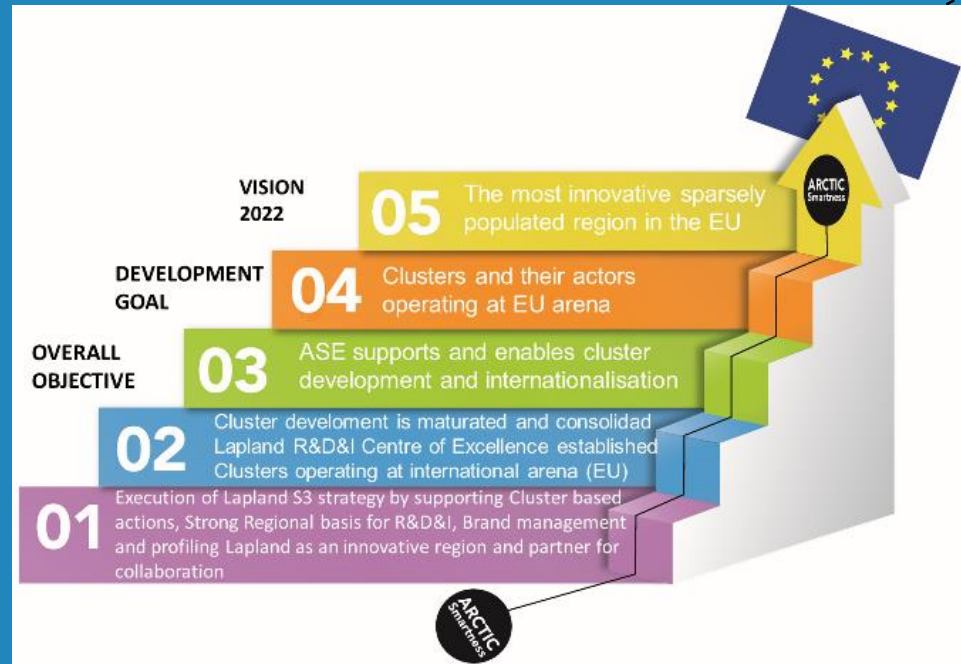 VISION
2022
05
The most innovative sparsely
populated region in the EU
ARCTIC
Smartness
DEVELOPMENT
GOAL
04
Clusters and their actors
operating at EU arena
OVERALL
OBJECTIVE
03
ASE supports and enables cluster
development and internationalisation
02
Cluster develoment is maturated and consolidad
Lapland R&D&I Centre of Excellence established
Clusters operating at international arena (EU)
01
Execution of Lapland S3 strategy by supporting Cluster based
actions, Strong Regional basis for R&D&I, Brand management
and profiling Lapland as an innovative region and partner for
collaboration
ARCTIC
Smartness